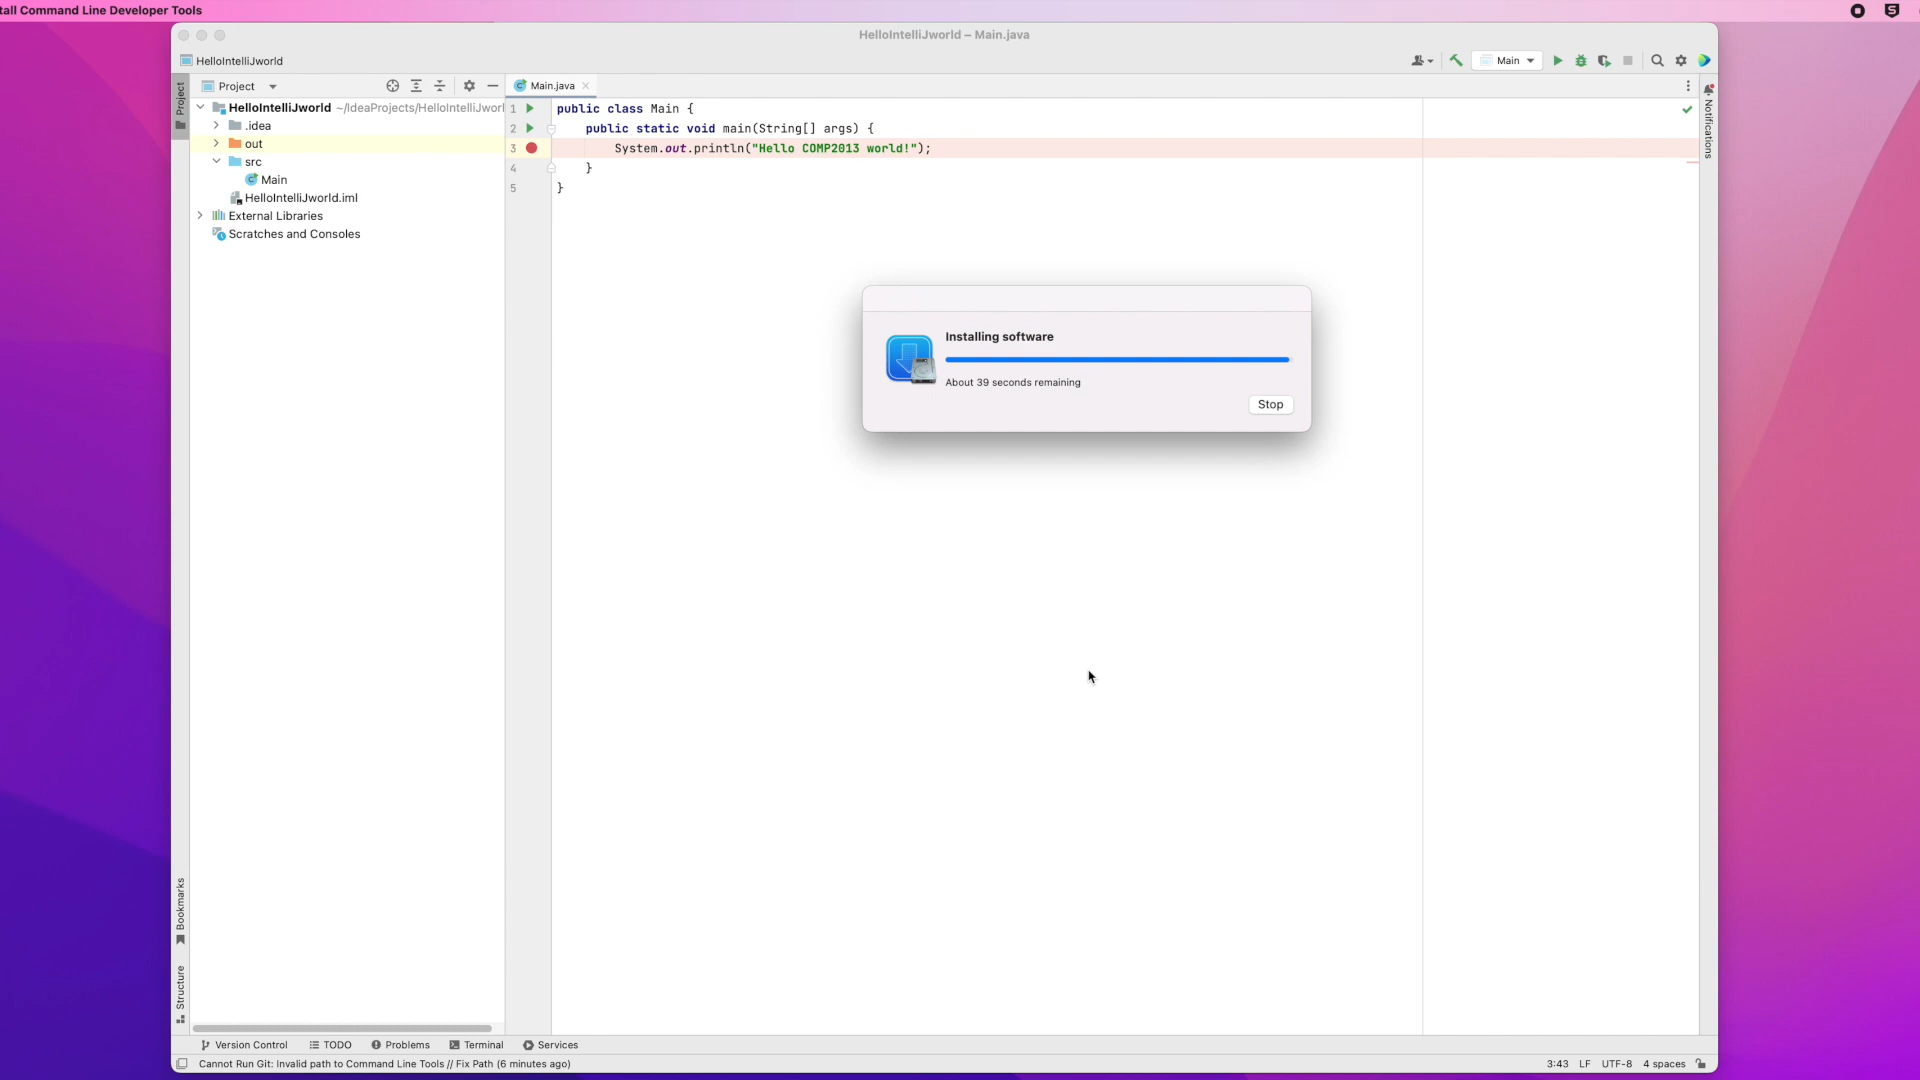 tall Command Line Developer Tools
HelloIntelliJworld – Main.java
HelloIntelliJworld
Main
Project
Project
Main.java
HelloIntelliJworld ~/IdeaProjects/HelloIntelliJworl
.idea
out
src
Main
HelloIntelliJworld.iml
External Libraries
Scratches and Consoles
1 public class Main {
2 public static void main(String[] args) {
3 System.out.println("Hello COMP2013 world!");
4 }
5 }
Notifications
Installing software
About 39 seconds remaining
Stop
Bookmarks
Structure
Version Control TODO Problems Terminal Services
Cannot Run Git: Invalid path to Command Line Tools // Fix Path (6 minutes ago)
3:43 LF UTF-8 4 spaces